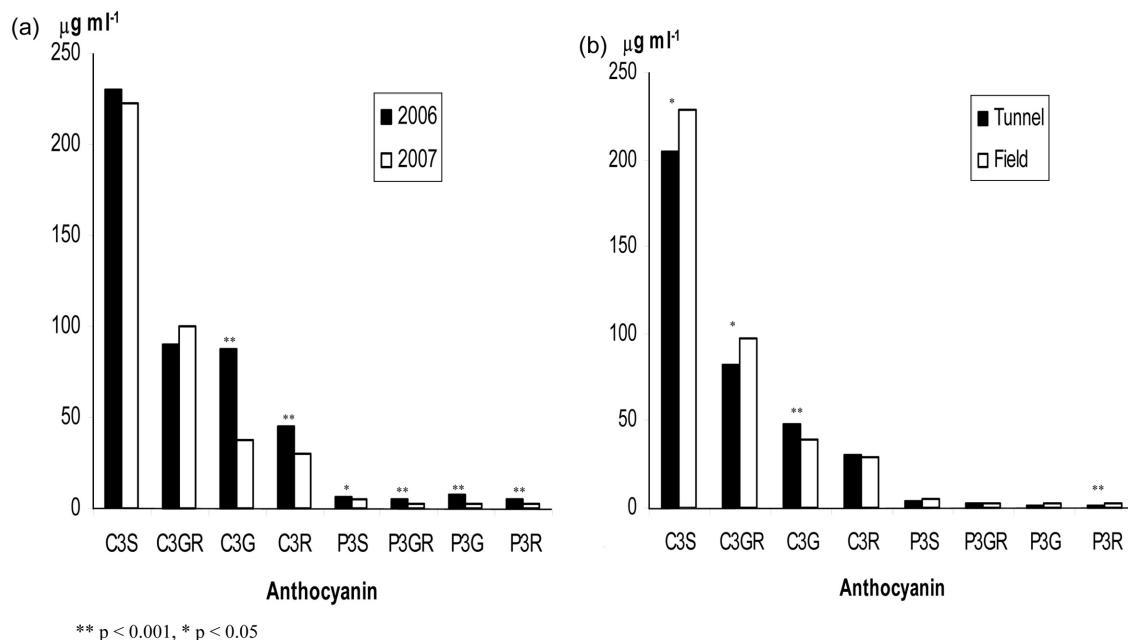 (a)
µg ml-1
250
200
150
100
50
0
2006
2007
**
**
*
**
**
**
C3S C3GR C3G C3R P3S P3GR P3G P3R
Anthocyanin
** p < 0.001, * p < 0.05
(b)
µg ml-1
250
200
150
100
50
0
Tunnel
Field
*
*
**
**
C3S C3GR C3G C3R P3S P3GR P3G P3R
Anthocyanin